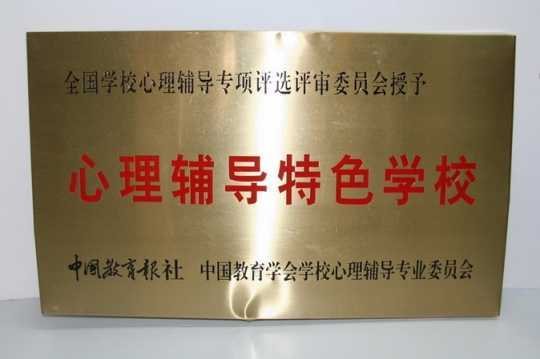 全国学校心理辅导专项评选评审委员会授予
心理辅导特色学校
中国教育報社 中国教育学会学校心理辅导专业委员会